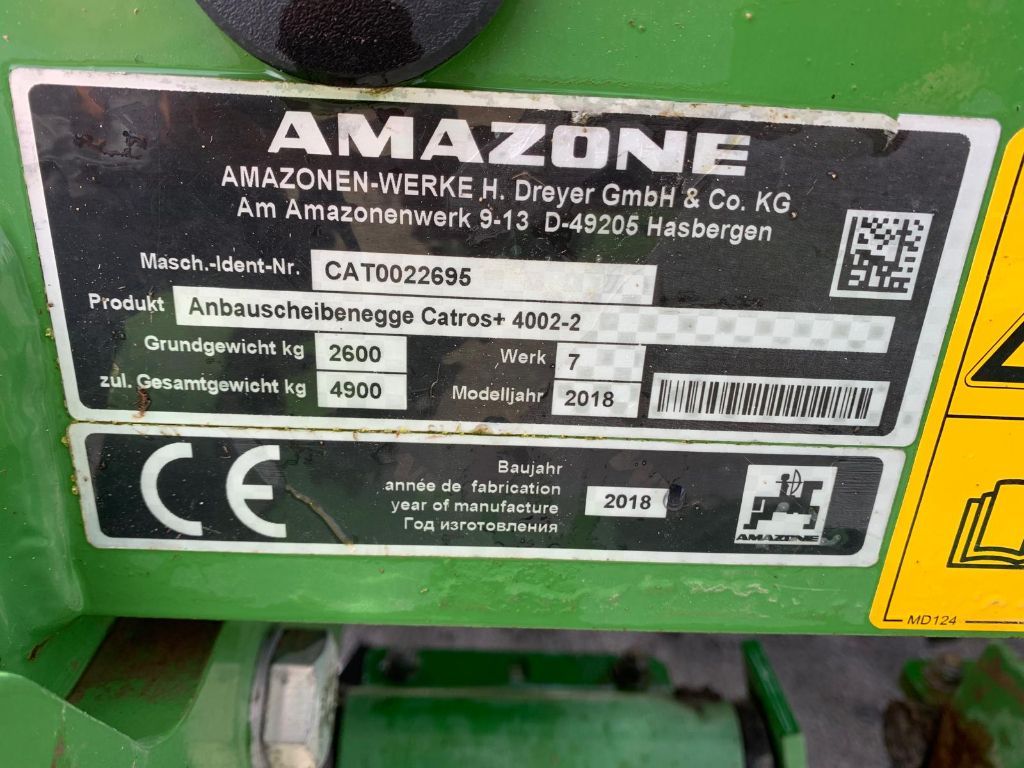 AMAZONE
AMAZONEN-WERKE H. Dreyer GmbH & Co. KG
Am Amazonenwerk 9-13 D-49205 Hasbergen
Masch.-Ident-Nr. CAT0022695
Produkt Anbauscheibenegge Catros+ 4002-2
Grundgewicht kg 2600 Werk 7
zul. Gesamtgewicht kg 4900 Modelljahr 2018
CE
Baujahr
année de fabrication
year of manufacture 2018
Год изготовления
AMAZONE
MD124